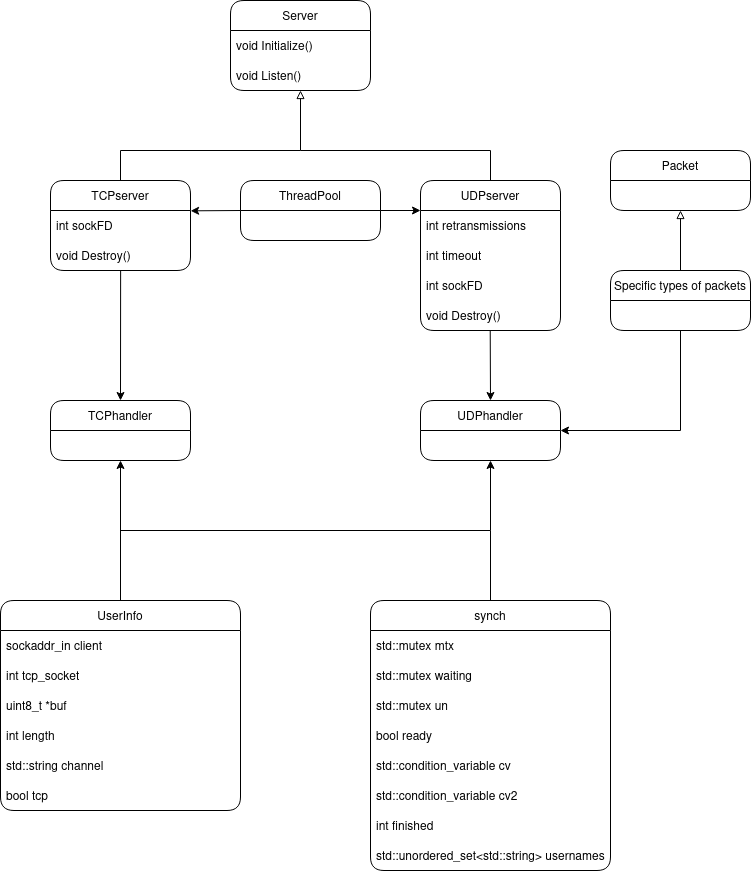 Server
void Initialize()
void Listen()
TCPserver
int sockFD
void Destroy()
ThreadPool
UDPserver
int retransmissions
int timeout
int sockFD
void Destroy()
Packet
Specific types of packets
TCPhandler
UDPhandler
UserInfo
sockaddr_in client
int tcp_socket
uint8_t *buf
int length
std::string channel
bool tcp
synch
std::mutex mtx
std::mutex waiting
std::mutex un
bool ready
std::condition_variable cv
std::condition_variable cv2
int finished
std::unordered_set<std::string> usernames